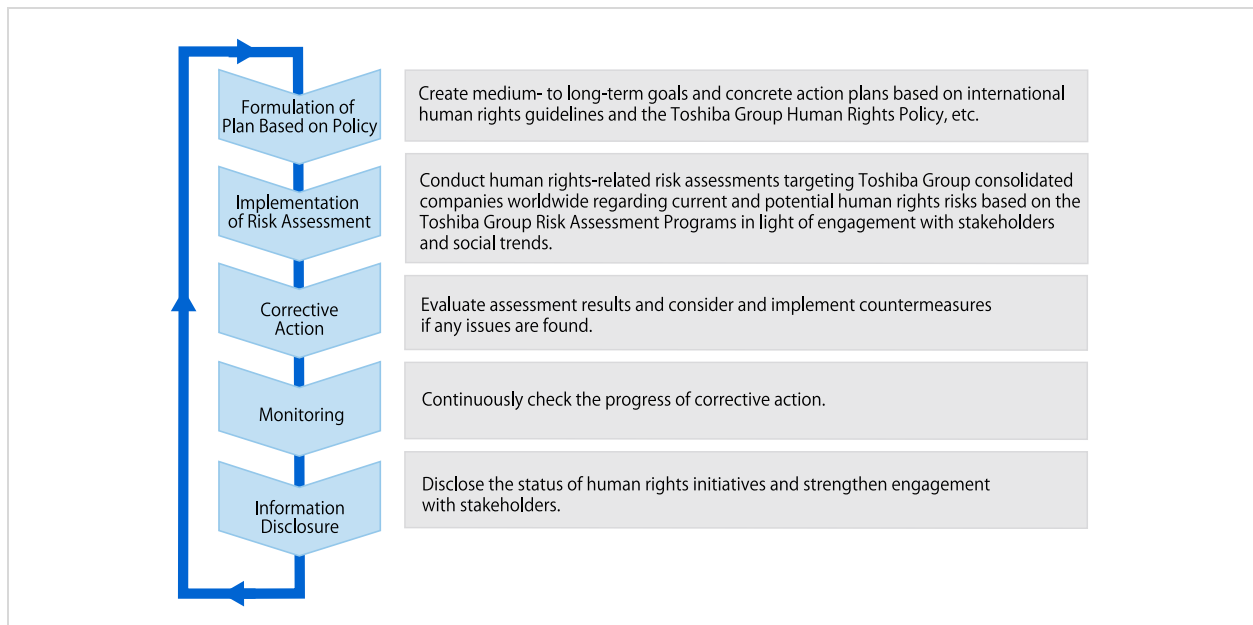 Formulation of
Plan Based on Policy
Create medium- to long-term goals and concrete action plans based on international
human rights guidelines and the Toshiba Group Human Rights Policy, etc.
Implementation
of Risk Assessment
Conduct human rights-related risk assessments targeting Toshiba Group consolidated
companies worldwide regarding current and potential human rights risks based on the
Toshiba Group Risk Assessment Programs in light of engagement with stakeholders
and social trends.
Corrective
Action
Evaluate assessment results and consider and implement countermeasures
if any issues are found.
Monitoring
Continuously check the progress of corrective action.
Information
Disclosure
Disclose the status of human rights initiatives and strengthen engagement
with stakeholders.